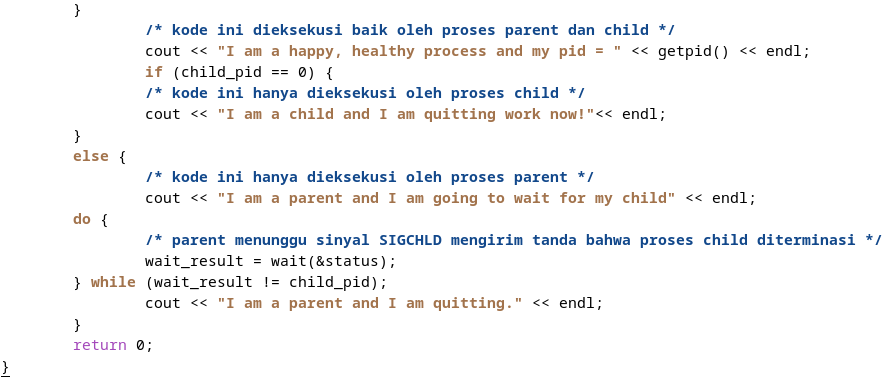 }
/* kode ini dieksekusi baik oleh proses parent dan child */
cout << "I am a happy, healthy process and my pid = " << getpid() << endl;
if (child_pid == 0) {
/* kode ini hanya dieksekusi oleh proses child */
cout << "I am a child and I am quitting work now!"<< endl;
}
else {
/* kode ini hanya dieksekusi oleh proses parent */
cout << "I am a parent and I am going to wait for my child" << endl;
do {
/* parent menunggu sinyal SIGCHLD mengirim tanda bahwa proses child diterminasi */
wait_result = wait(&status);
} while (wait_result != child_pid);
cout << "I am a parent and I am quitting." << endl;
}
return 0;
}